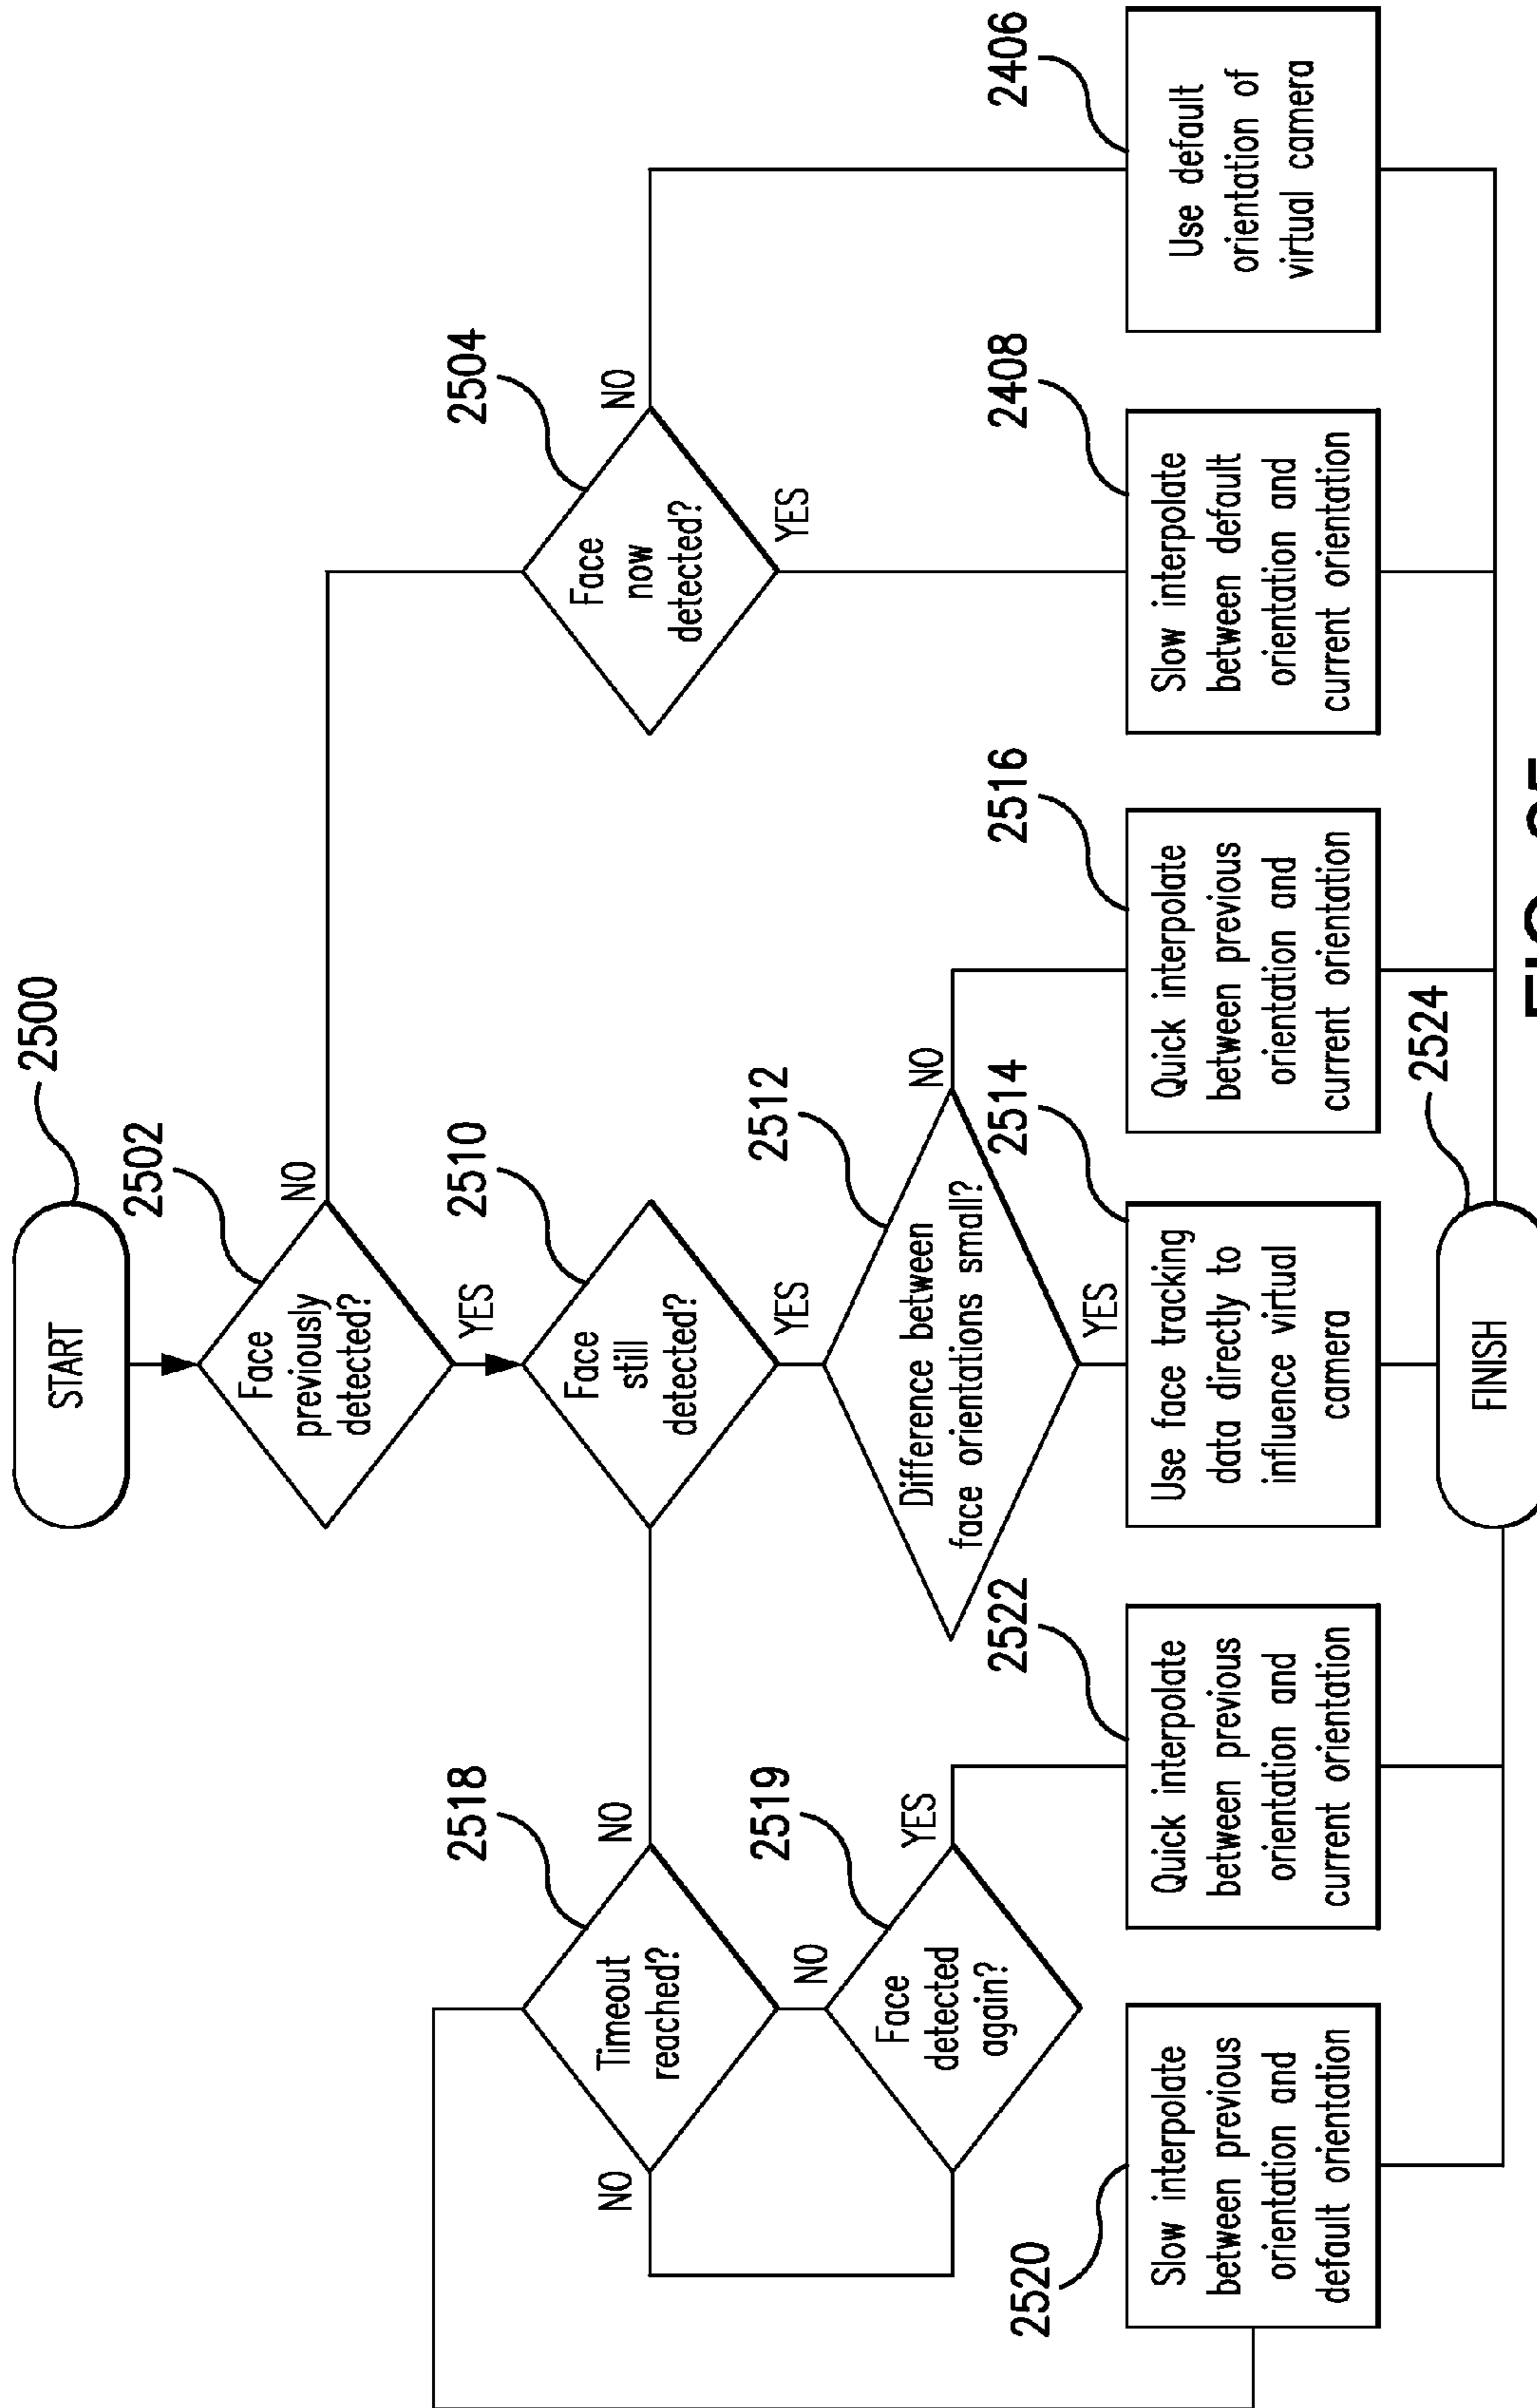 START
2500
Face
previously
detected?
2502
NO
YES
Face
still
detected?
2510
YES
NO
Timeout
reached?
2518
NO
NO
Face
detected
again?
2519
YES
Face
now
detected?
2504
NO
YES
Difference between
face orientations small?
2512
NO
YES
2520
Slow interpolate
between previous
orientation and
default orientation
2522
Quick interpolate
between previous
orientation and
current orientation
2514
Use face tracking
data directly to
influence virtual
camera
2516
Quick interpolate
between previous
orientation and
current orientation
2408
Slow interpolate
between default
orientation and
current orientation
2406
Use default
orientation of
virtual camera
FINISH
2524